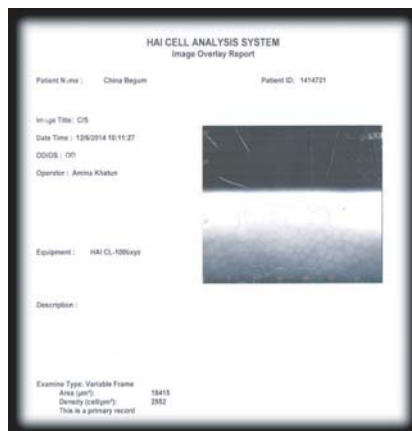 HAI CELL ANALYSIS SYSTEM
Image Overlay Report
Patient Name : China Begum Patient ID: 1414721
Image Title: C/S
Date Time : 12/6/2014 10:11:27
OD/OS : OD
Operator : Amina Khatun
Equipment : HAI CL-1000xyz
Description :
Examine Type: Variable Frame
Area (µm²): 18415
Density (cell/µm²): 2552
This is a primary record